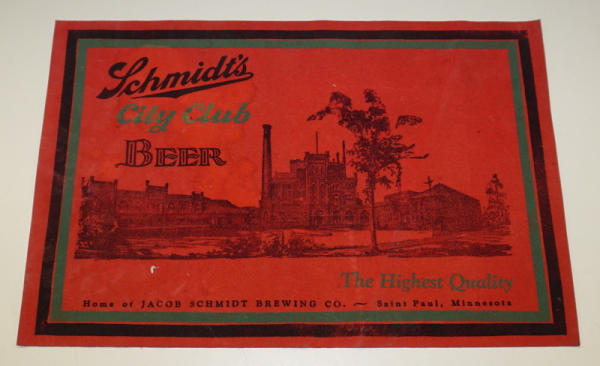 Schmidt's
City Club
BEER
The Highest Quality
Home of JACOB SCHMIDT BREWING CO. ~ Saint Paul, Minnesota